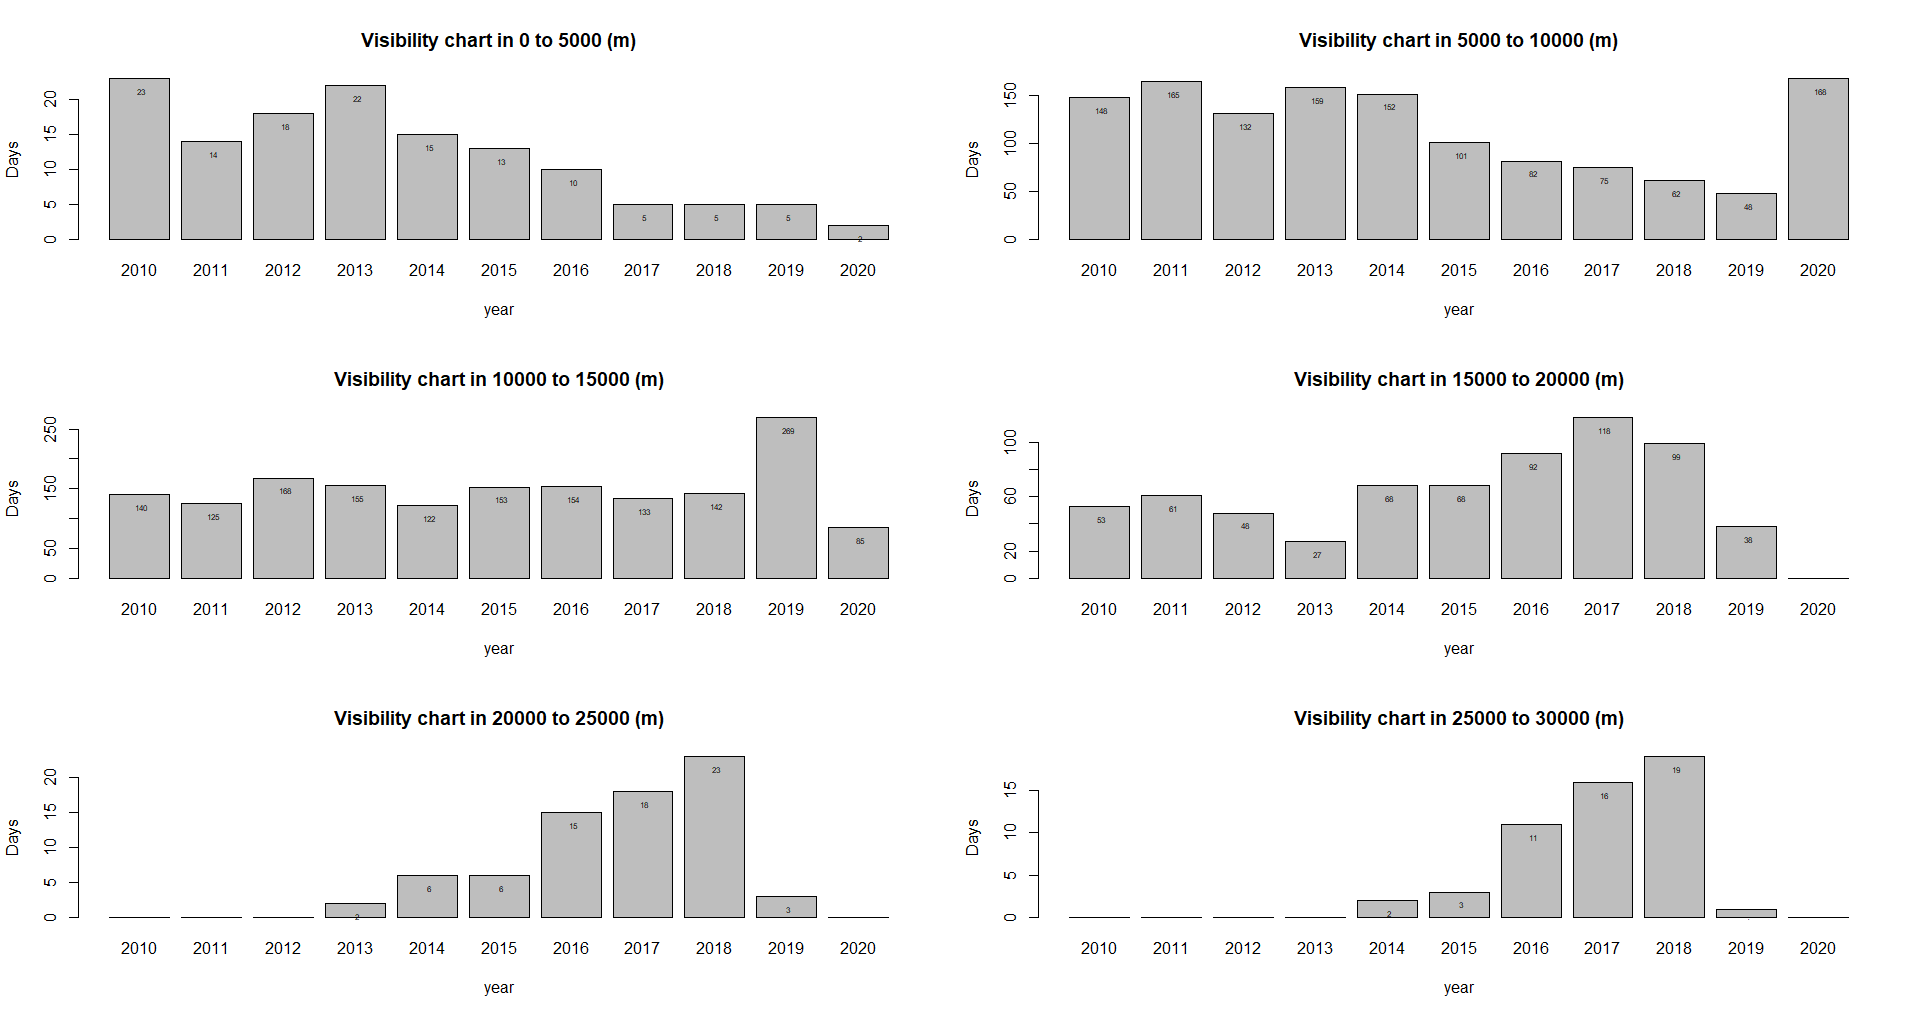 Visibility chart in 0 to 5000 (m)
Days
0 5 10 15 20
23 14 18 22 15 13 10 5 5 5 2
2010 2011 2012 2013 2014 2015 2016 2017 2018 2019 2020
year
Visibility chart in 5000 to 10000 (m)
Days
0 50 100 150
148 165 132 159 152 101 82 75 62 48 168
2010 2011 2012 2013 2014 2015 2016 2017 2018 2019 2020
year
Visibility chart in 10000 to 15000 (m)
Days
0 50 150 250
140 125 168 155 122 153 154 133 142 269 85
2010 2011 2012 2013 2014 2015 2016 2017 2018 2019 2020
year
Visibility chart in 15000 to 20000 (m)
Days
0 20 60 100
53 61 48 27 68 68 92 118 99 38
2010 2011 2012 2013 2014 2015 2016 2017 2018 2019 2020
year
Visibility chart in 20000 to 25000 (m)
Days
0 5 10 15 20
2 6 6 15 18 23 3
2010 2011 2012 2013 2014 2015 2016 2017 2018 2019 2020
year
Visibility chart in 25000 to 30000 (m)
Days
0 5 10 15
2 3 11 16 19
2010 2011 2012 2013 2014 2015 2016 2017 2018 2019 2020
year